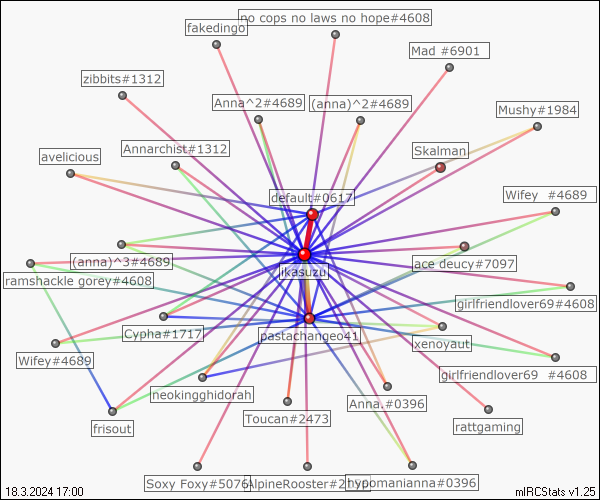 no cops no laws no hope#4608
fakedingo
Mad #6901
zibbits#1312
Anna^2#4689
(anna)^2#4689
Mushy#1984
Annarchist#1312
Skalman
avelicious
default#0617
Wifey #4689
(anna)^3#4689
ace deucy#7097
jkasuzu
ramshackle gorey#4608
girlfriendlover69#4608
Cypha#1717
pastachangeo41
xenoyaut
Wifey#4689
girlfriendlover69 #4608
neokingghidorah
Anna.#0396
Toucan#2473
frisout
rattgaming
Soxy Foxy#5076
AlpineRooster#2
hypomanianna#0396
18.3.2024 17:00
mIRCStats v1.25